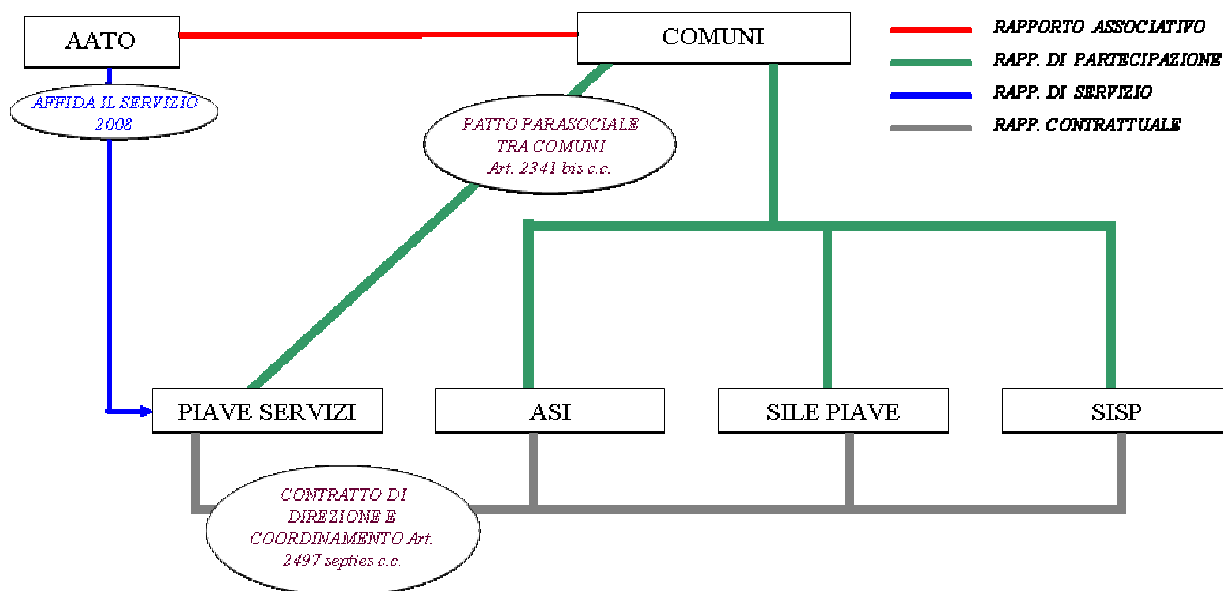 AATO
COMUNI
RAPPORTO ASSOCIATIVO
RAPP. DI PARTECIPAZIONE
RAPP. DI SERVIZIO
RAPP. CONTRATTUALE
AFFIDA IL SERVIZIO
2008
PATTO PARASOCIALE
TRA COMUNI
Art. 2341 bis c.c.
PIAVE SERVIZI
ASI
SILE PIAVE
SISP
CONTRATTO DI
DIREZIONE E
COORDINAMENTO Art.
2497 septies c.c.